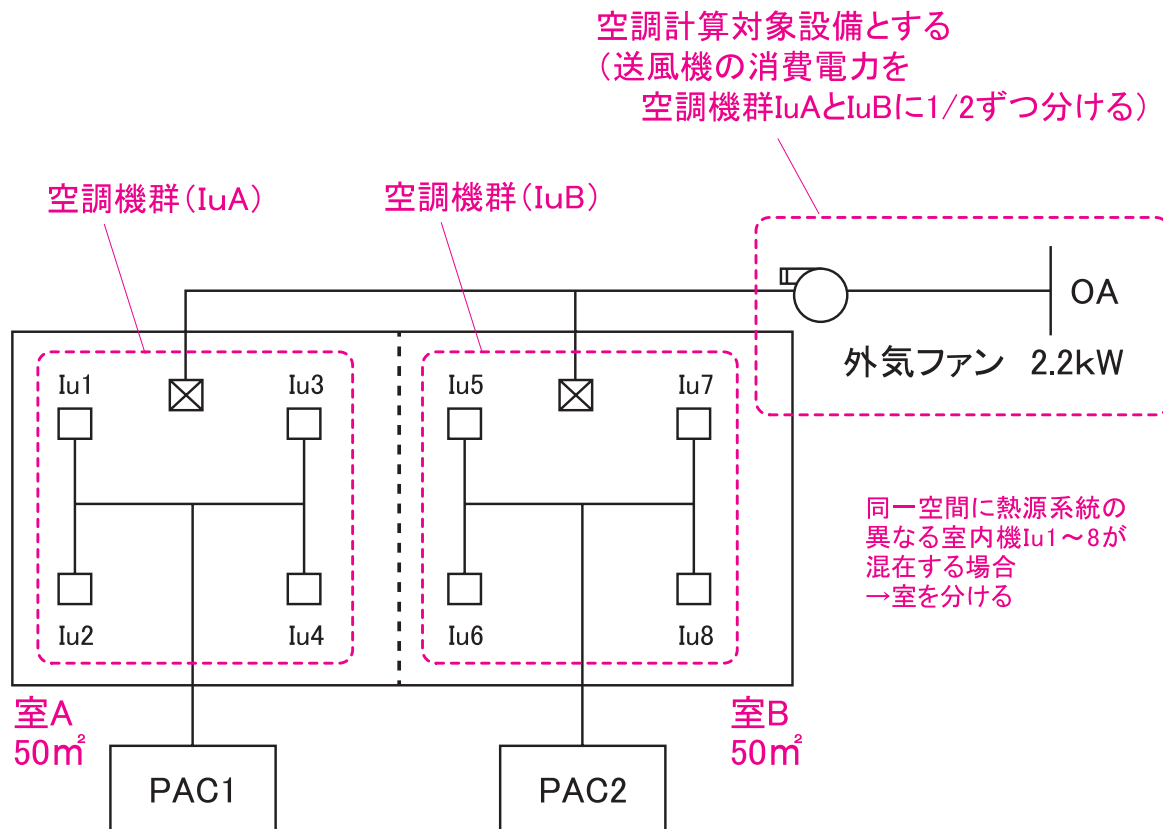 空調計算対象設備とする
（送風機の消費電力を
空調機群IuAとIuBに1/2ずつ分ける）
空調機群（IuA）
空調機群（IuB）
OA
外気ファン 2.2kW
Iu1
Iu3
Iu5
Iu7
同一空間に熱源系統の
異なる室内機Iu1～8が
混在する場合
→室を分ける
Iu2
Iu4
Iu6
Iu8
室A
50㎡
室B
50㎡
PAC1
PAC2